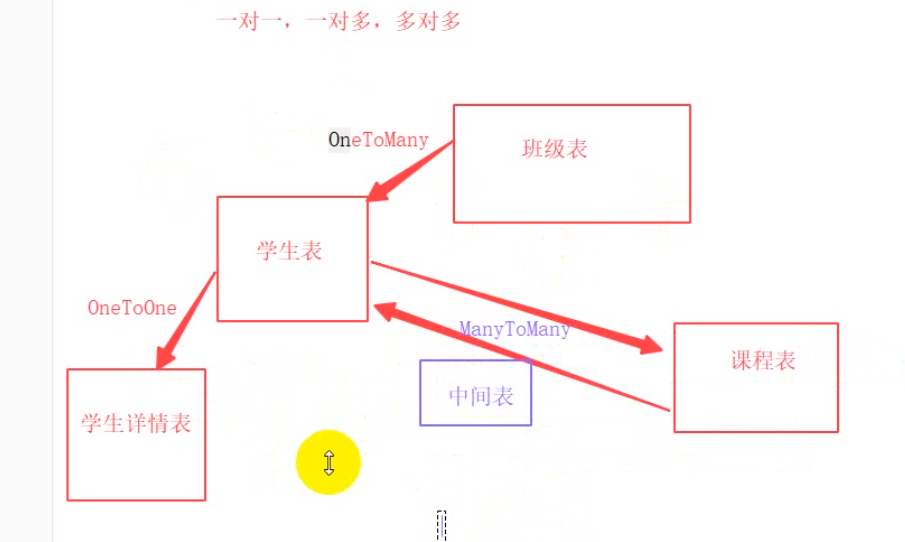 一对一，一对多，多对多
OneToMany
班级表
学生表
OneToOne
ManyToMany
课程表
中间表
学生详情表